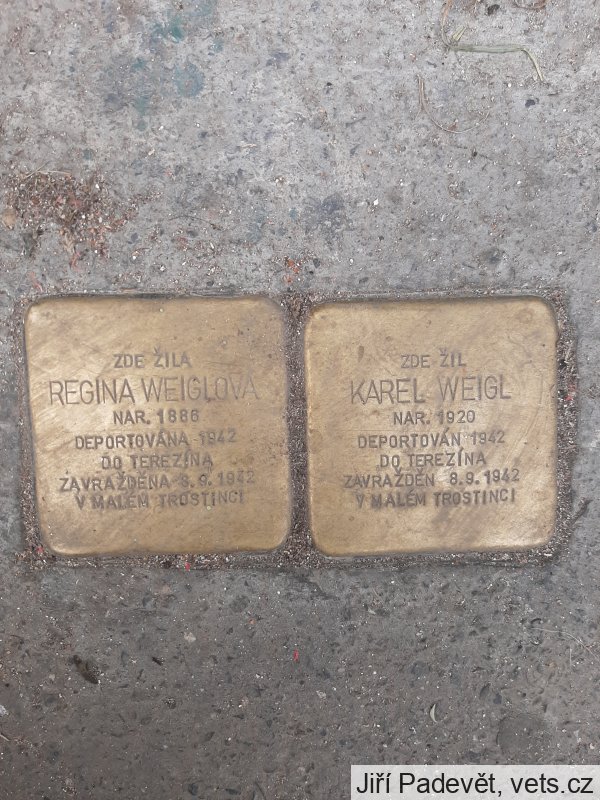 ZDE ŽILA
REGINA WEIGLOVÁ
NAR. 1886
DEPORTOVÁNA 1942
DO TEREZÍNA
ZAVRAŽDĚNA 8.9.1942
V MALÉM TROSTINCI
ZDE ŽIL
KAREL WEIGL
NAR. 1920
DEPORTOVÁN 1942
DO TEREZÍNA
ZAVRAŽDĚN 8.9.1942
V MALÉM TROSTINCI
Jiří Padevět, vets.cz